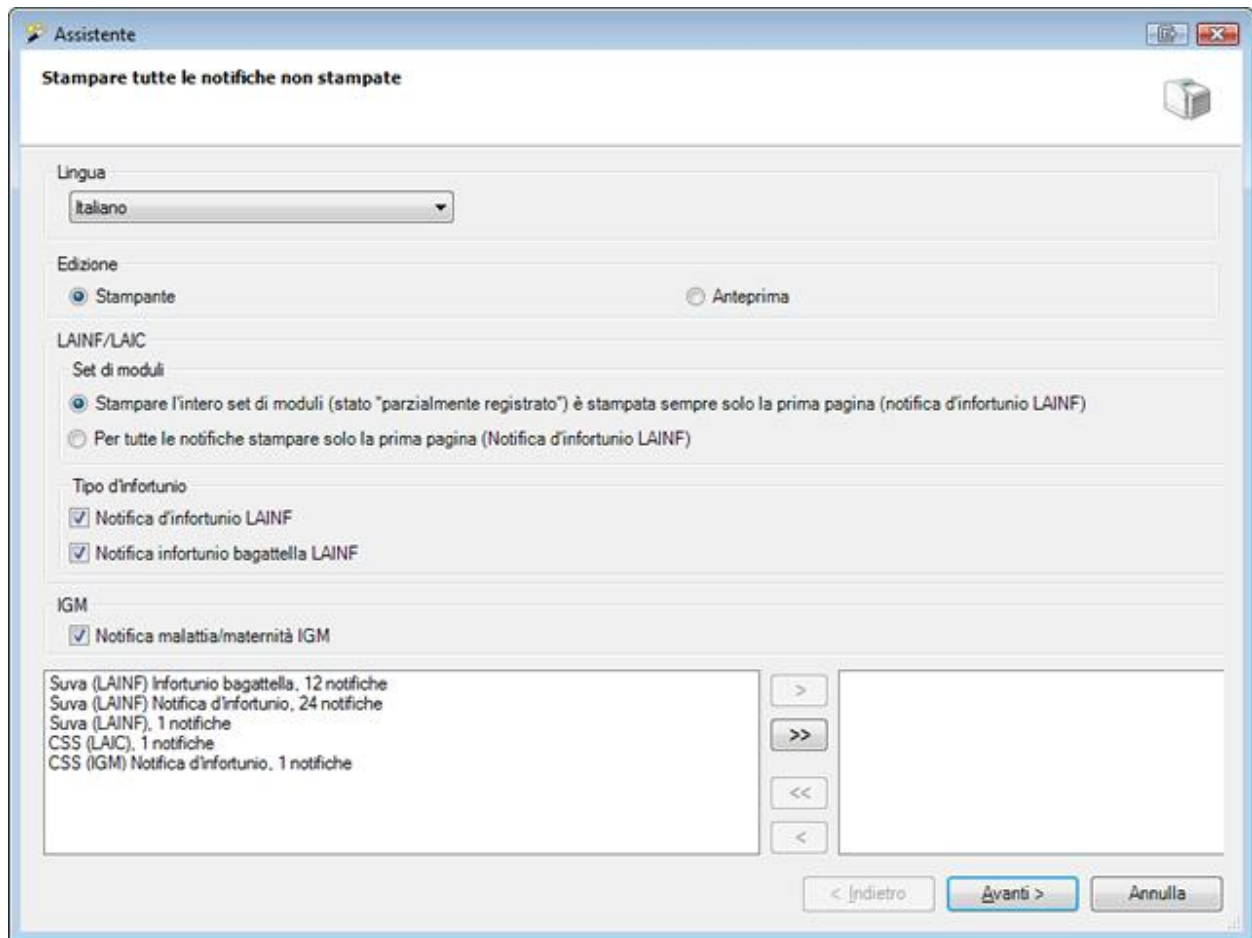 Assistente
Stampare tutte le notifiche non stampate
Lingua
Italiano
Edizione
Stampante
Anteprima
LAINF/LAIC
Set di moduli
Stampare l'intero set di moduli (stato "parzialmente registrato") è stampata sempre solo la prima pagina (notifica d'infortunio LAINF)
Per tutte le notifiche stampare solo la prima pagina (Notifica d'infortunio LAINF)
Tipo d'infortunio
Notifica d'infortunio LAINF
Notifica infortunio bagattella LAINF
IGM
Notifica malattia/maternità IGM
Suva (LAINF) Infortunio bagattella, 12 notifiche
Suva (LAINF) Notifica d'infortunio, 24 notifiche
Suva (LAINF), 1 notifiche
CSS (LAIC), 1 notifiche
CSS (IGM) Notifica d'infortunio, 1 notifiche
>
>>
<<
<
< Indietro
Avanti >
Annulla